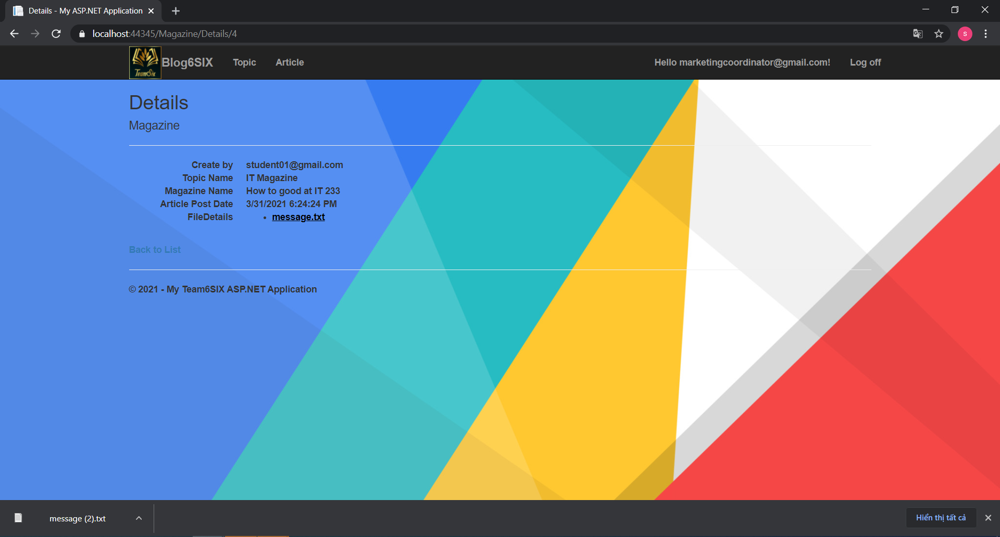 Details - My ASP.NET Application
localhost:44345/Magazine/Details/4
S
TeamSix
Blog6SIX
Topic
Article
Hello marketingcoordinator@gmail.com!
Log off
Details
Magazine
Create by student01@gmail.com
Topic Name IT Magazine
Magazine Name How to good at IT 233
Article Post Date 3/31/2021 6:24:24 PM
FileDetails • message.txt
Back to List
© 2021 - My Team6SIX ASP.NET Application
message (2).txt
Hiển thị tất cả